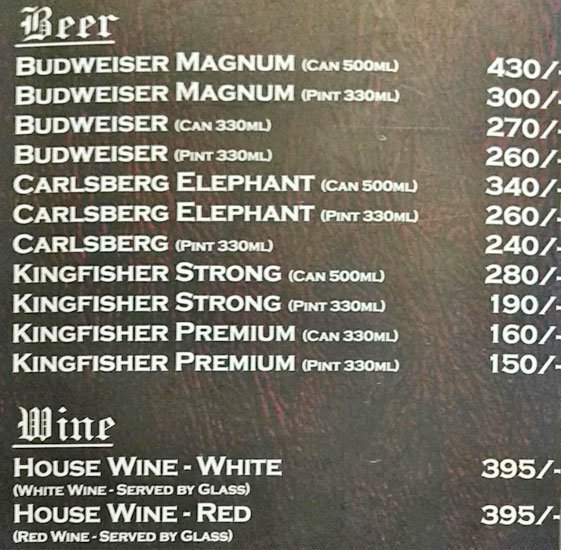 Beer
BUDWEISER MAGNUM (CAN 500ML) 430/-
BUDWEISER MAGNUM (PINT 330ML) 300/-
BUDWEISER (CAN 330ML) 270/-
BUDWEISER (PINT 330ML) 260/-
CARLSBERG ELEPHANT (CAN 500ML) 340/-
CARLSBERG ELEPHANT (PINT 330ML) 260/-
CARLSBERG (PINT 330ML) 240/-
KINGFISHER STRONG (CAN 500ML) 280/-
KINGFISHER STRONG (PINT 330ML) 190/-
KINGFISHER PREMIUM (CAN 330ML) 160/-
KINGFISHER PREMIUM (PINT 330ML) 150/-
Wine
HOUSE WINE - WHITE 395/-
(WHITE WINE - SERVED BY GLASS)
HOUSE WINE - RED 395/-
(RED WINE - SERVED BY GLASS)